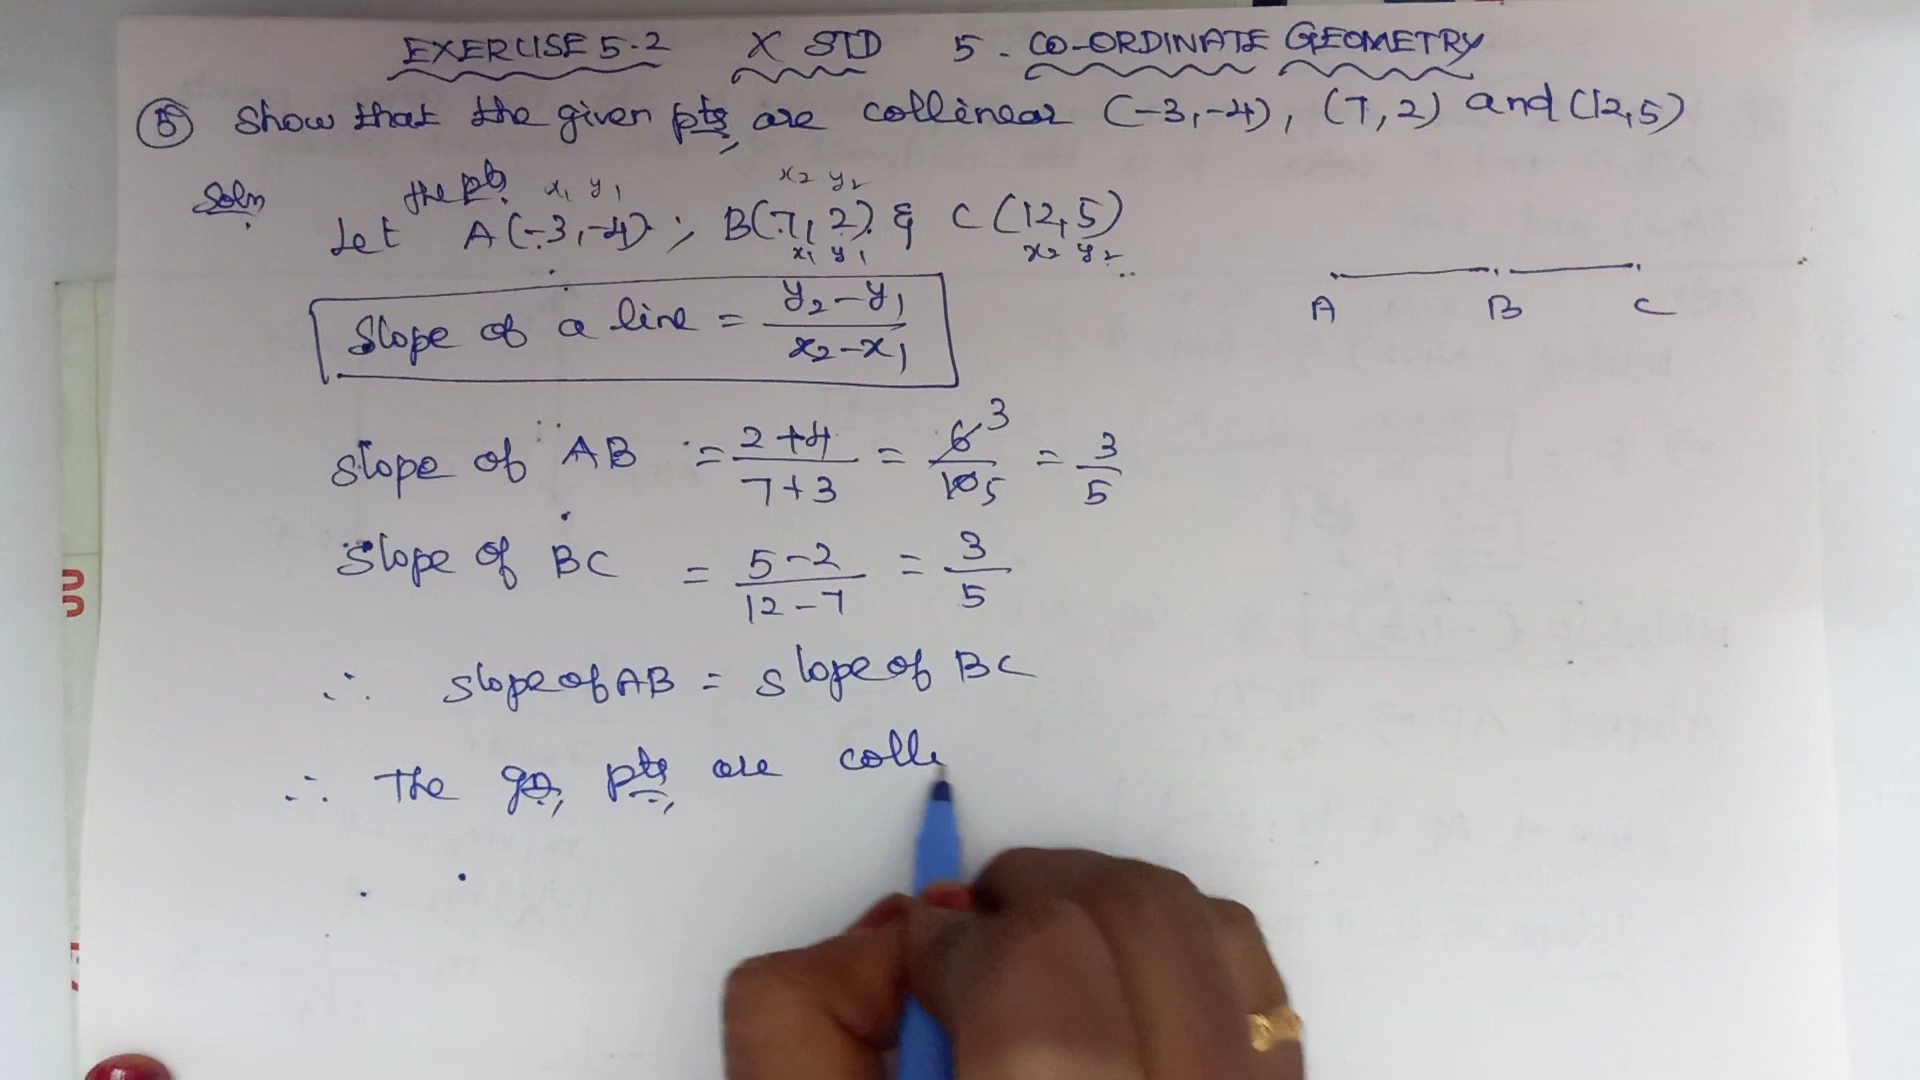 EXERCISE 5-2 X STD 5. CO-ORDINATE GEOMETRY
⑤ Show that the given pts are collinear (-3,-4), (7,2) and (12,5)
Soln
the pts. x₁ y₁ x₂ y₂
Let A(-3,-4); B(7,2) & C(12,5)
x₁ y₁ x₂ y₂
A B C
Slope of a line = y₂-y₁ / x₂-x₁
slope of AB = 2+4 / 7+3 = 6 3 / 10 5 = 3/5
Slope of BC = 5-2 / 12-7 = 3/5
∴ slope of AB = slope of BC
∴ The gn, pts, are colli